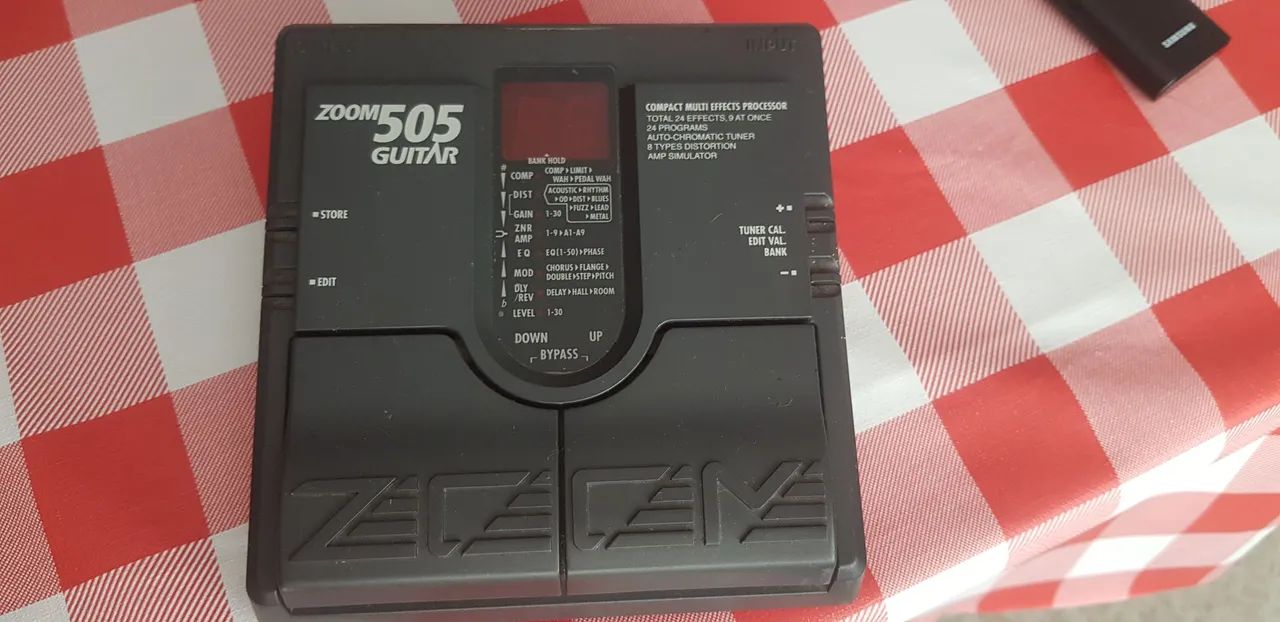 INPUT
SAMSUNG
ZOOM 505
GUITAR
COMPACT MULTI EFFECTS PROCESSOR
TOTAL 24 EFFECTS, 9 AT ONCE
24 PROGRAMS
AUTO-CHROMATIC TUNER
8 TYPES DISTORTION
AMP SIMULATOR
BANK HOLD
#
COMP COMP▸LIMIT▸
WAH▸PEDAL WAH
DIST ACOUSTIC▸RHYTHM
▸OD▸DIST▸BLUES
▸FUZZ▸LEAD
▸METAL
GAIN 1-30
ZNR
AMP 1-9▸A1-A9
EQ EQ(1-50)▸PHASE
MOD CHORUS▸FLANGE▸
DOUBLE▸STEP▸PITCH
DLY
/REV DELAY▸HALL▸ROOM
b
LEVEL 1-30
DOWN UP
BYPASS
STORE
EDIT
+
TUNER CAL.
EDIT VAL.
BANK
–
ZOOM